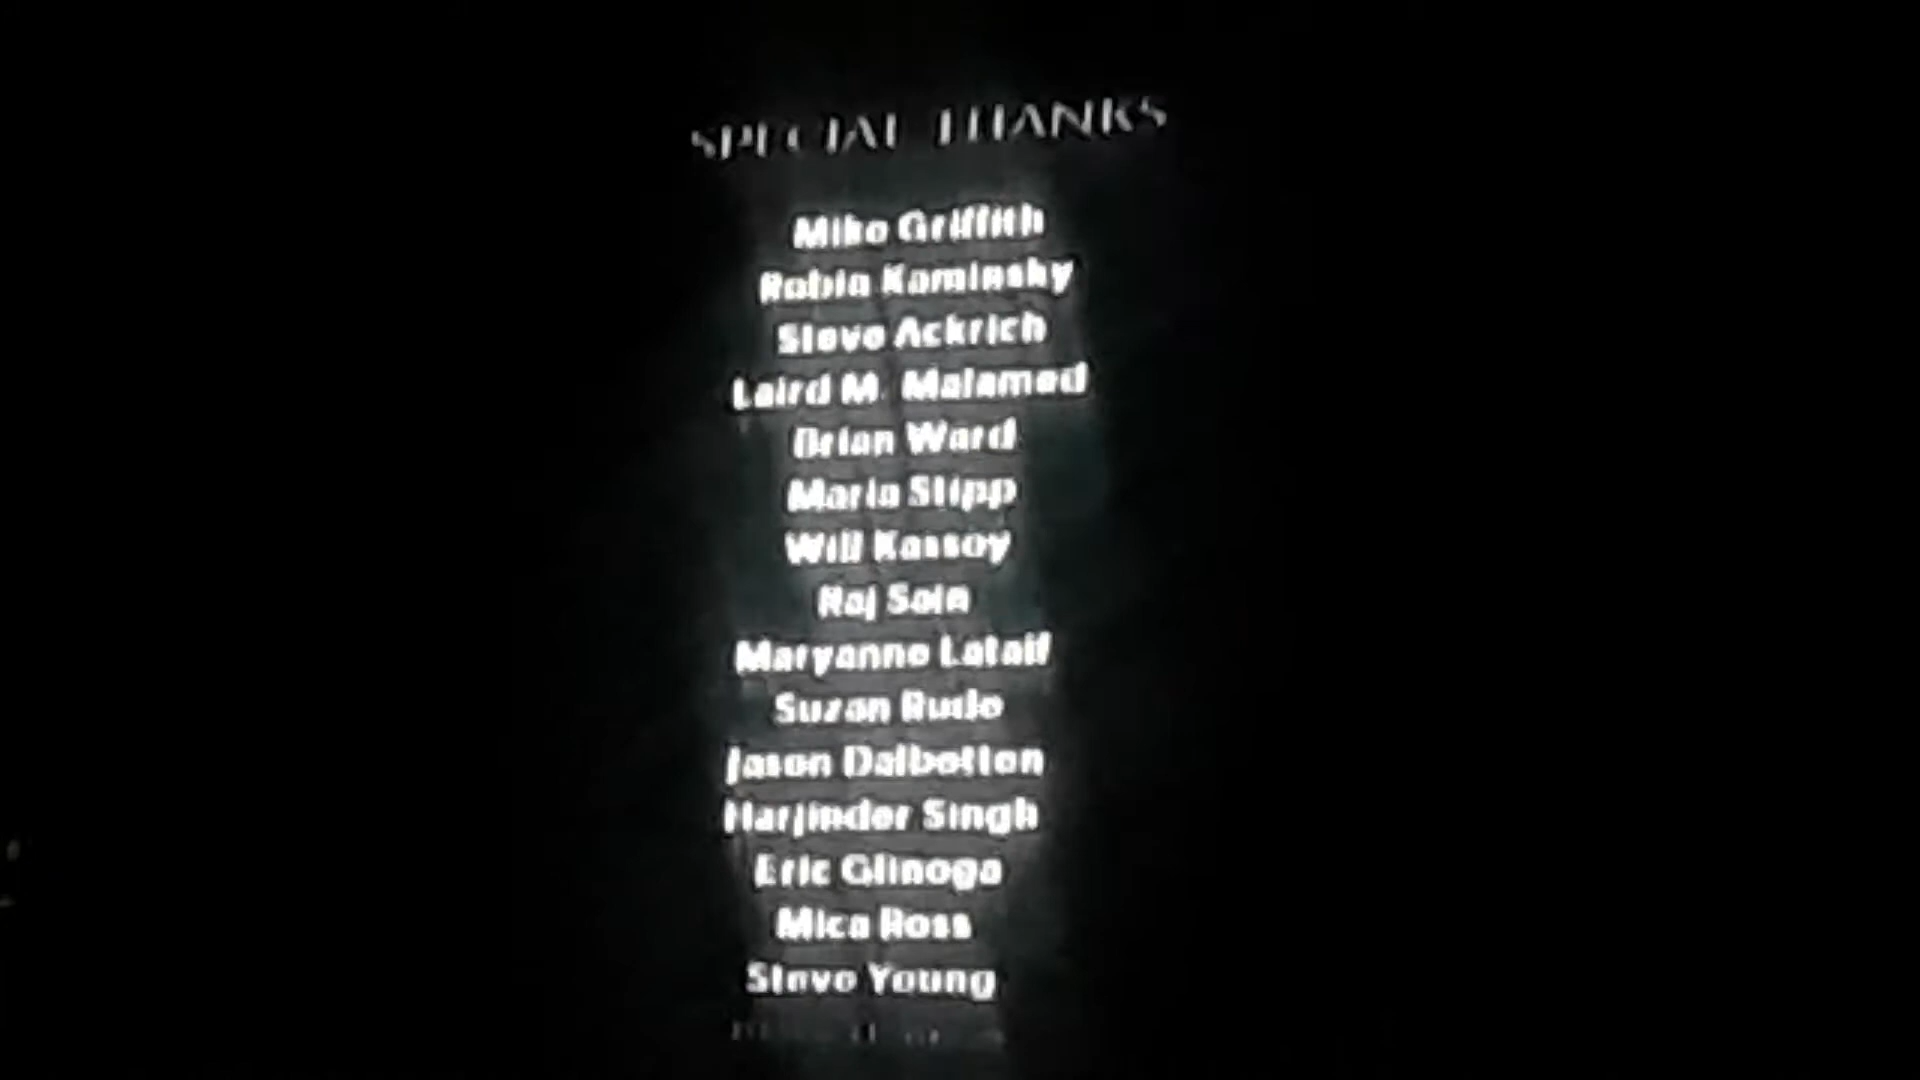 SPECIAL THANKS
Mike Griffith
Robin Kaminsky
Steve Ackrich
Laird M. Malamed
Brian Ward
Maria Stipp
Will Kassoy
Raj Sain
Maryanne Lataif
Suzan Rude
Jason Dalbotten
Harjinder Singh
Eric Glinoga
Mica Ross
Steve Young